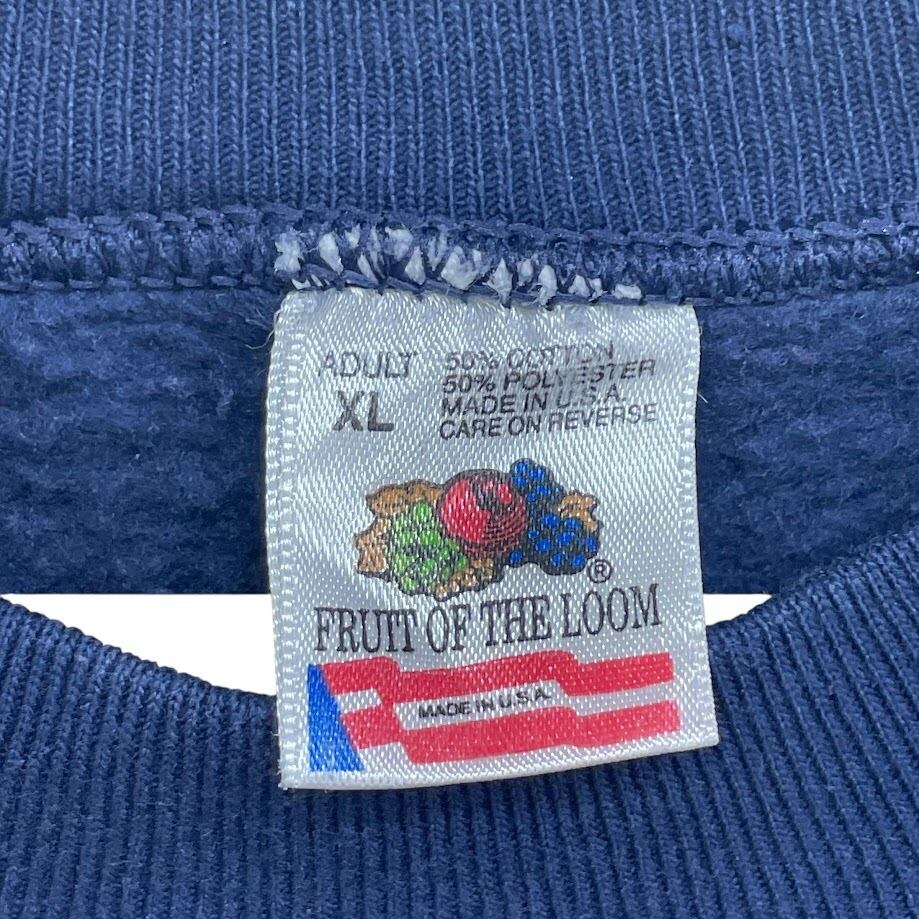 ADULT
XL
50% COTTON
50% POLYESTER
MADE IN U.S.A.
CARE ON REVERSE
®
FRUIT OF THE LOOM
MADE IN U.S.A.